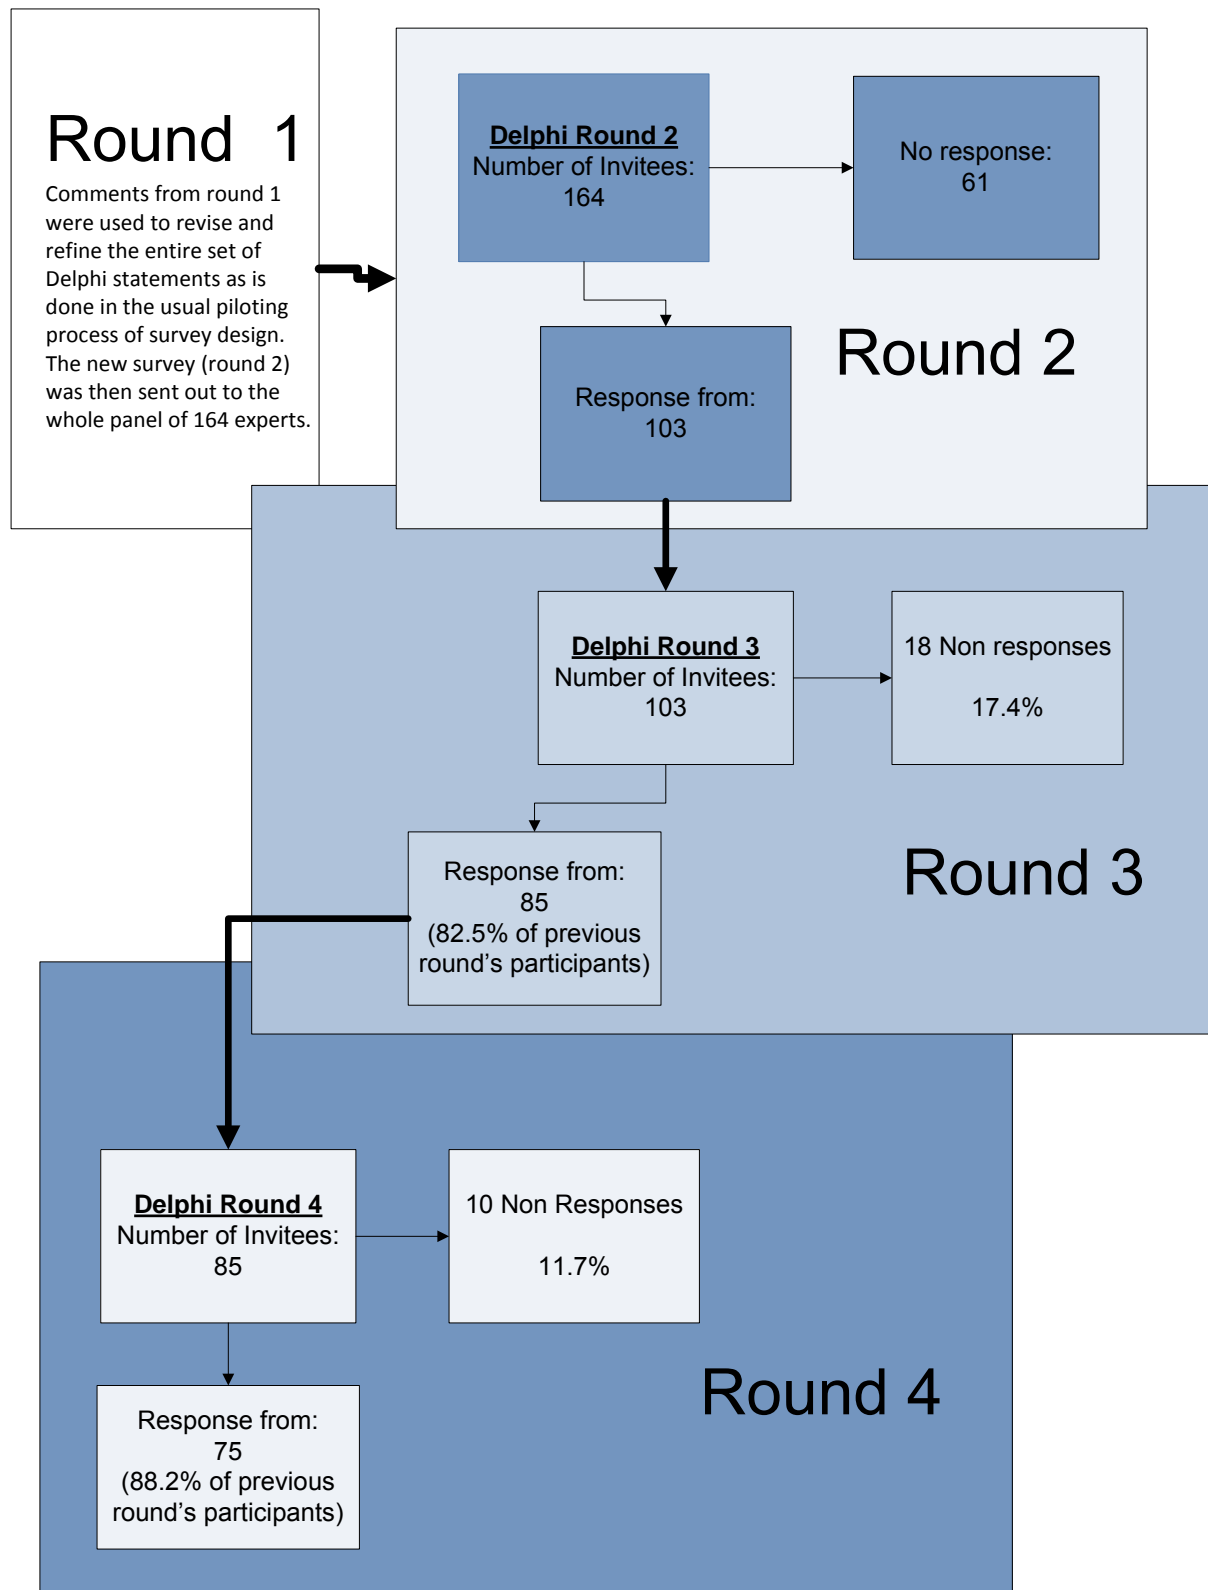 Round 1
Comments from round 1
were used to revise and
refine the entire set of
Delphi statements as is
done in the usual piloting
process of survey design.
The new survey (round 2)
was then sent out to the
whole panel of 164 experts.
Delphi Round 2
Number of Invitees:
164
No response:
61
Response from:
103
Round 2
Delphi Round 3
Number of Invitees:
103
18 Non responses
17.4%
Response from:
85
(82.5% of previous
round’s participants)
Round 3
Delphi Round 4
Number of Invitees:
85
10 Non Responses
11.7%
Response from:
75
(88.2% of previous
round’s participants)
Round 4